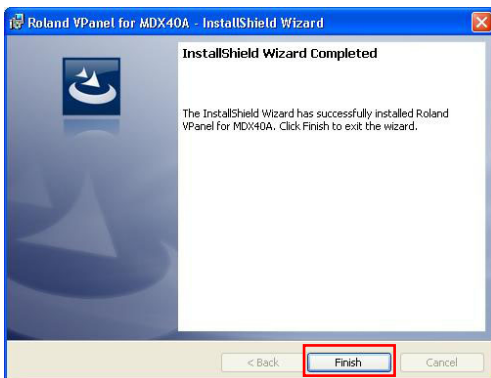 Roland VPanel for MDX40A - InstallShield Wizard
InstallShield Wizard Completed
The InstallShield Wizard has successfully installed Roland
VPanel for MDX40A. Click Finish to exit the wizard.
< Back
Finish
Cancel